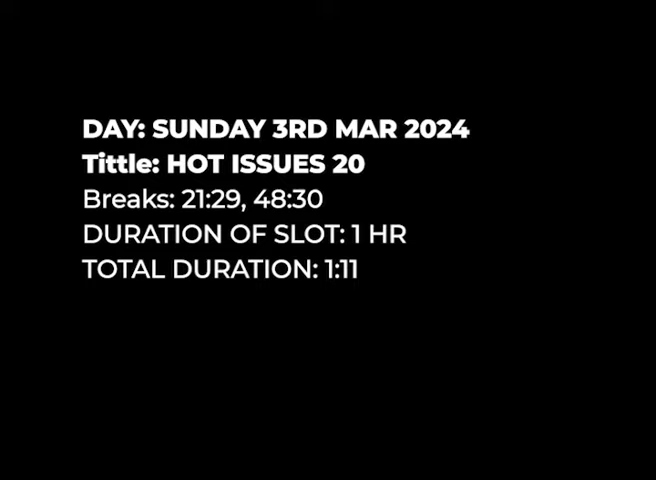 DAY: SUNDAY 3RD MAR 2024
Tittle: HOT ISSUES 20
Breaks: 21:29, 48:30
DURATION OF SLOT: 1 HR
TOTAL DURATION: 1:11